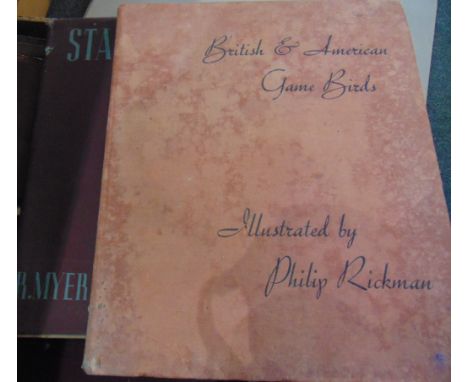 STA
R.MYER
British & American
Game Birds
Illustrated by
Philip Rickman